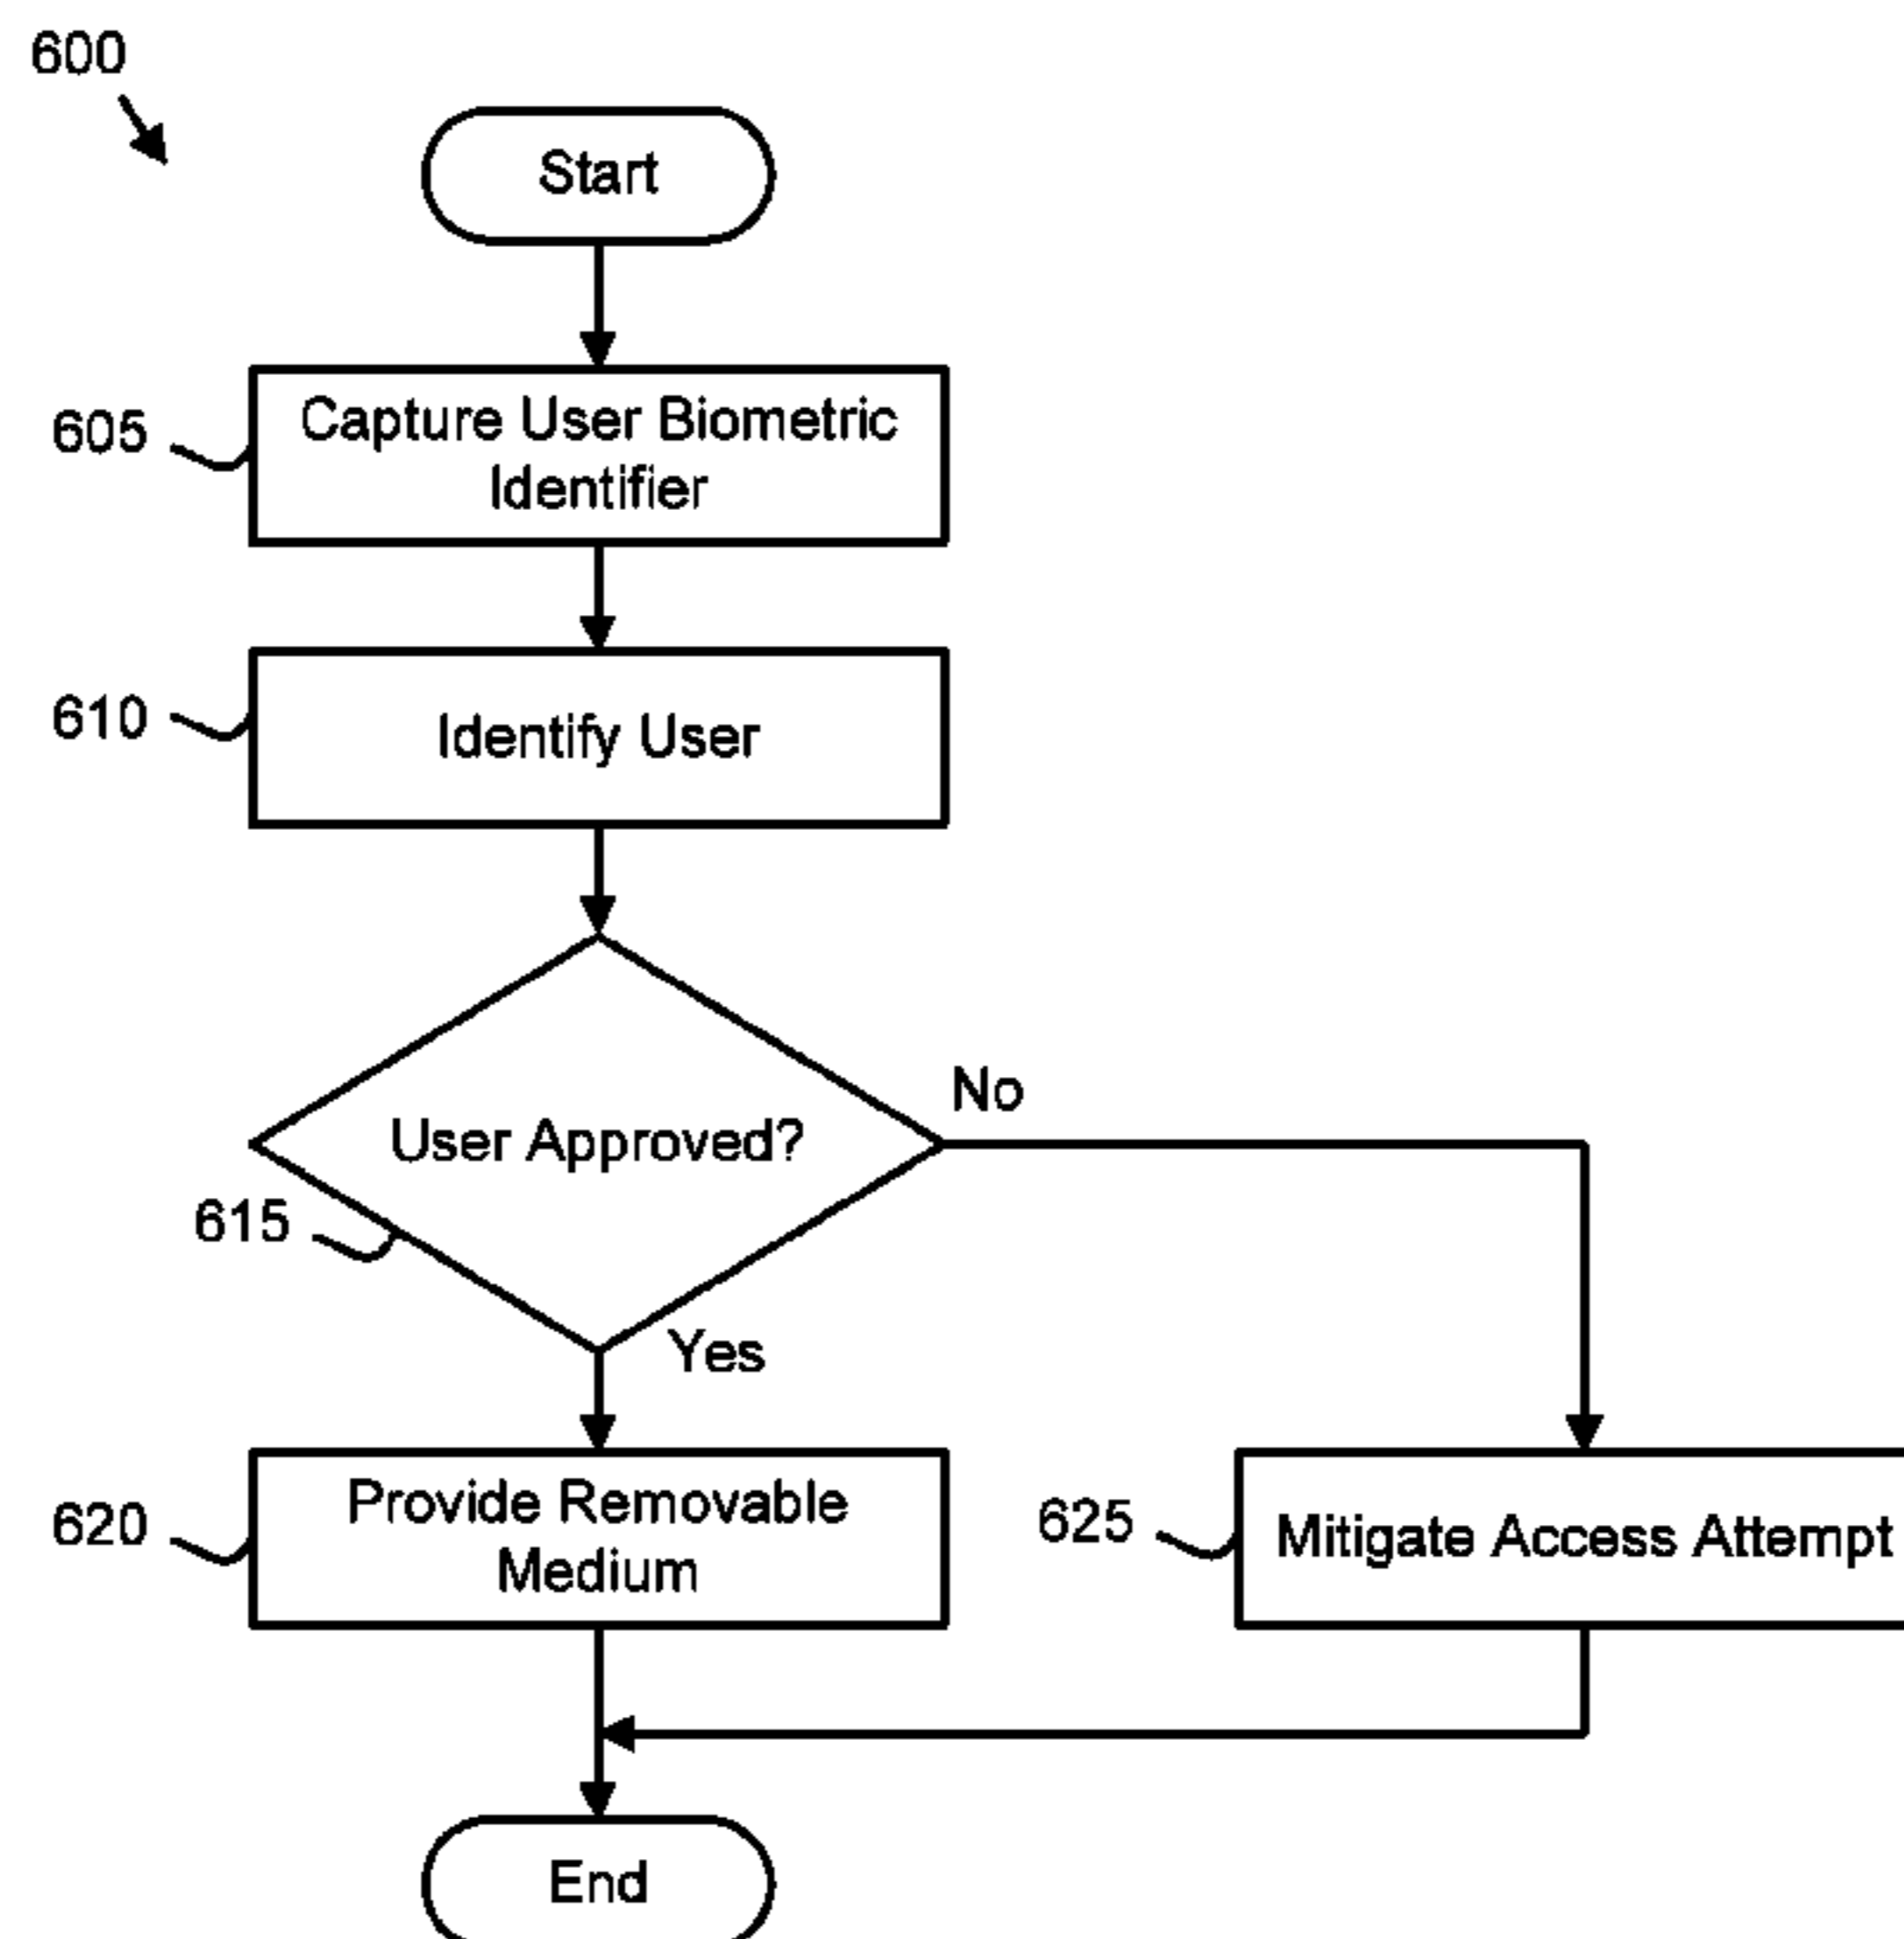 600
Start
605
Capture User Biometric
Identifier
610
Identify User
User Approved?
No
615
Yes
620
Provide Removable
Medium
625
Mitigate Access Attempt
End